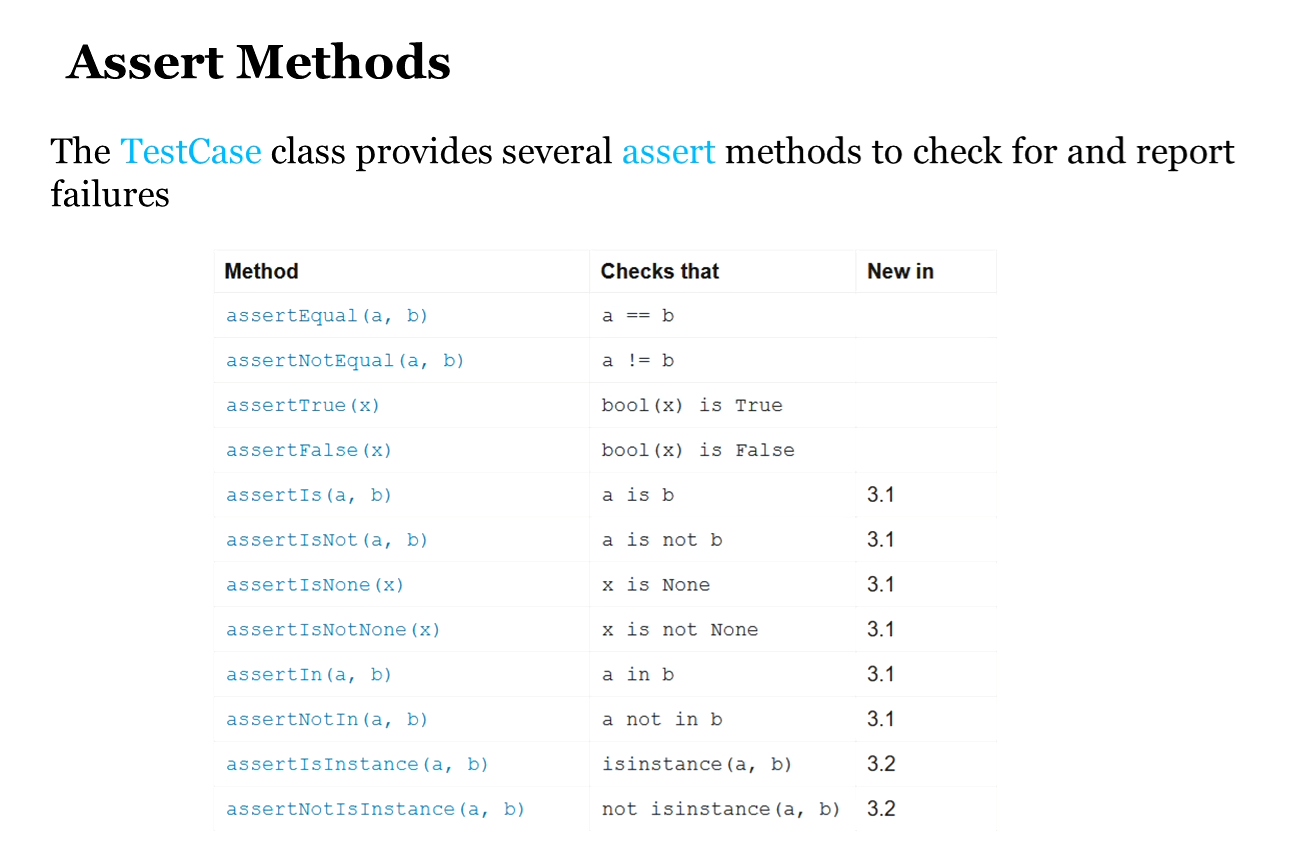 Assert Methods
The TestCase class provides several assert methods to check for and report
failures
Method Checks that New in
assertEqual(a, b) a == b
assertNotEqual(a, b) a != b
assertTrue(x) bool(x) is True
assertFalse(x) bool(x) is False
assertIs(a, b) a is b 3.1
assertIsNot(a, b) a is not b 3.1
assertIsNone(x) x is None 3.1
assertIsNotNone(x) x is not None 3.1
assertIn(a, b) a in b 3.1
assertNotIn(a, b) a not in b 3.1
assertIsInstance(a, b) isinstance(a, b) 3.2
assertNotIsInstance(a, b) not isinstance(a, b) 3.2